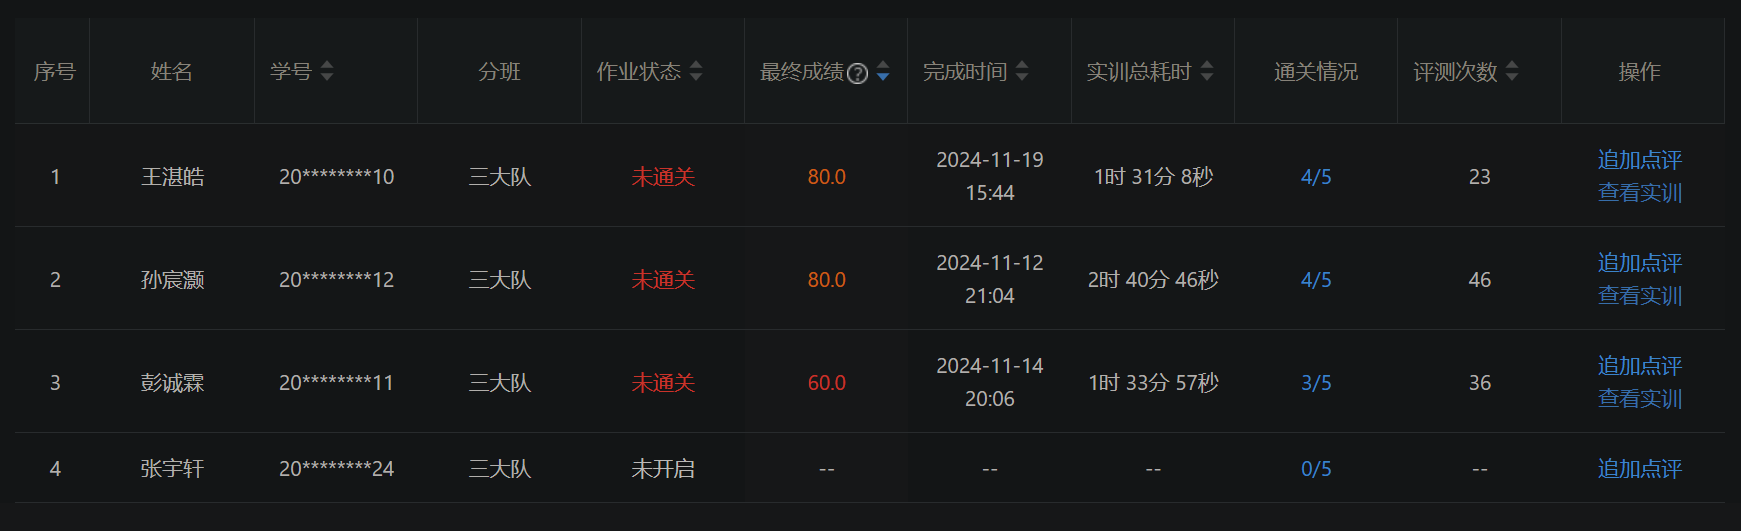 序号 姓名 学号 分班 作业状态 最终成绩? 完成时间 实训总耗时 通关情况 评测次数 操作
1 王湛皓 20********10 三大队 未通关 80.0 2024-11-19 15:44 1时 31分 8秒 4/5 23 追加点评 查看实训
2 孙宸灏 20********12 三大队 未通关 80.0 2024-11-12 21:04 2时 40分 46秒 4/5 46 追加点评 查看实训
3 彭诚霖 20********11 三大队 未通关 60.0 2024-11-14 20:06 1时 33分 57秒 3/5 36 追加点评 查看实训
4 张宇轩 20********24 三大队 未开启 -- -- -- 0/5 -- 追加点评